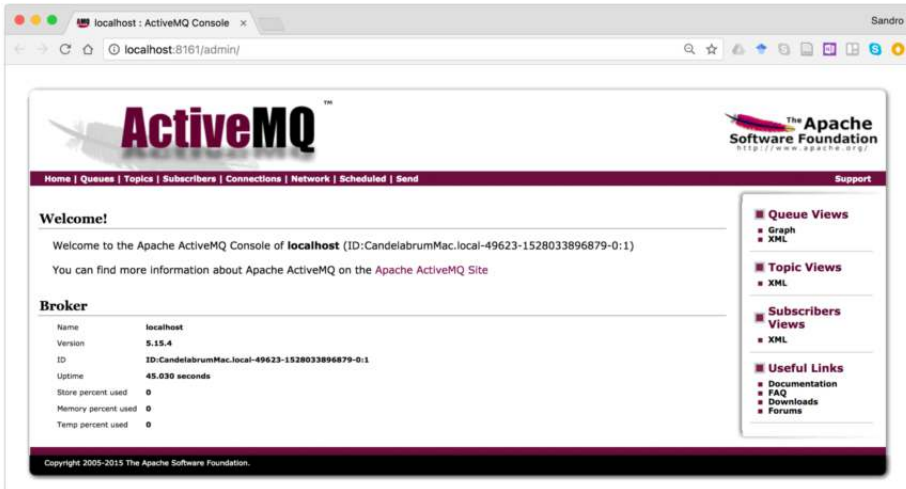 localhost : ActiveMQ Console
Sandro
localhost:8161/admin/
ActiveMQ™
The Apache
Software Foundation
http://www.apache.org/
Home | Queues | Topics | Subscribers | Connections | Network | Scheduled | Send
Support
Welcome!
Welcome to the Apache ActiveMQ Console of localhost (ID:CandelabrumMac.local-49623-1528033896879-0:1)
You can find more information about Apache ActiveMQ on the Apache ActiveMQ Site
Broker
Name localhost
Version 5.15.4
ID ID:CandelabrumMac.local-49623-1528033896879-0:1
Uptime 45.030 seconds
Store percent used 0
Memory percent used 0
Temp percent used 0
Queue Views
Graph
XML
Topic Views
XML
Subscribers
Views
XML
Useful Links
Documentation
FAQ
Downloads
Forums
Copyright 2005-2015 The Apache Software Foundation.